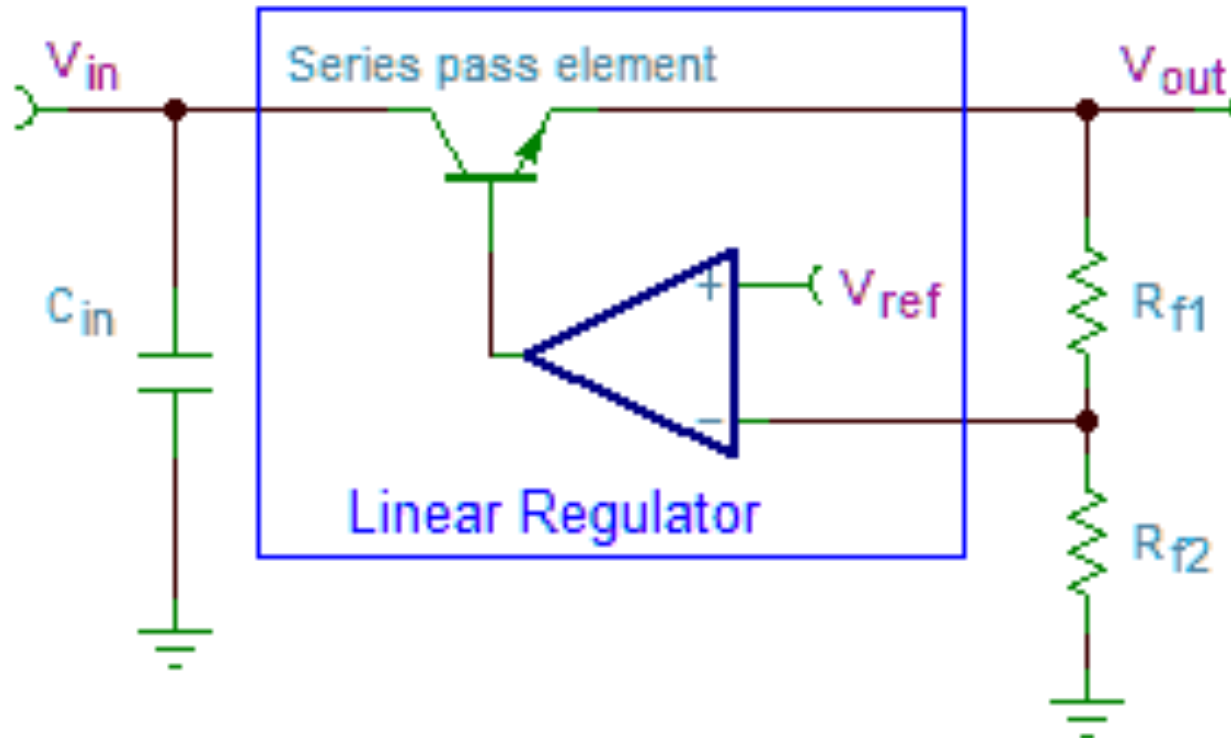 Series pass element
Vin
Vout
+
Vref
Cin
Rf1
−
Linear Regulator
Rf2